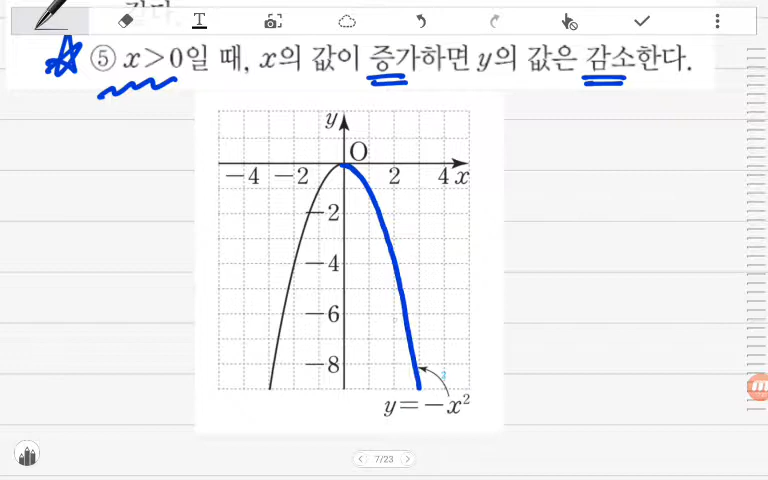 ⑤ x>0일 때, x의 값이 증가하면 y의 값은 감소한다.
y
O
−4 −2 2 4 x
−2
−4
−6
−8
y=−x²
7/23